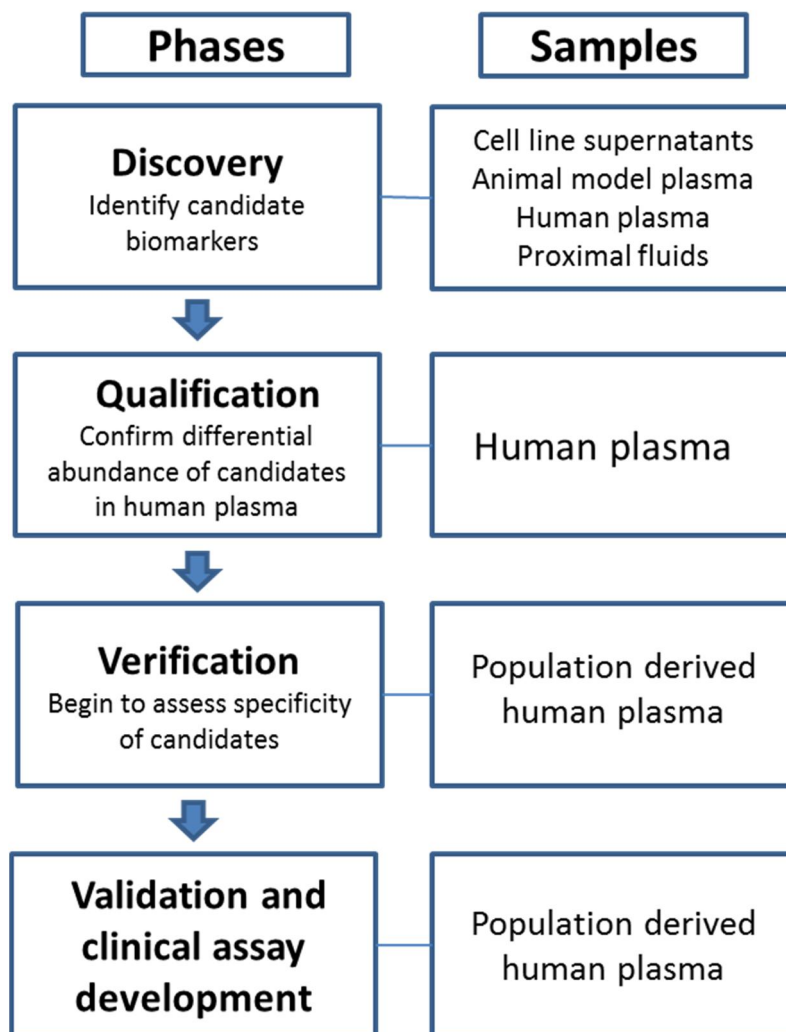 Phases
Samples
Discovery
Identify candidate
biomarkers
Cell line supernatants
Animal model plasma
Human plasma
Proximal fluids
Qualification
Confirm differential
abundance of candidates
in human plasma
Human plasma
Verification
Begin to assess specificity
of candidates
Population derived
human plasma
Validation and
clinical assay
development
Population derived
human plasma